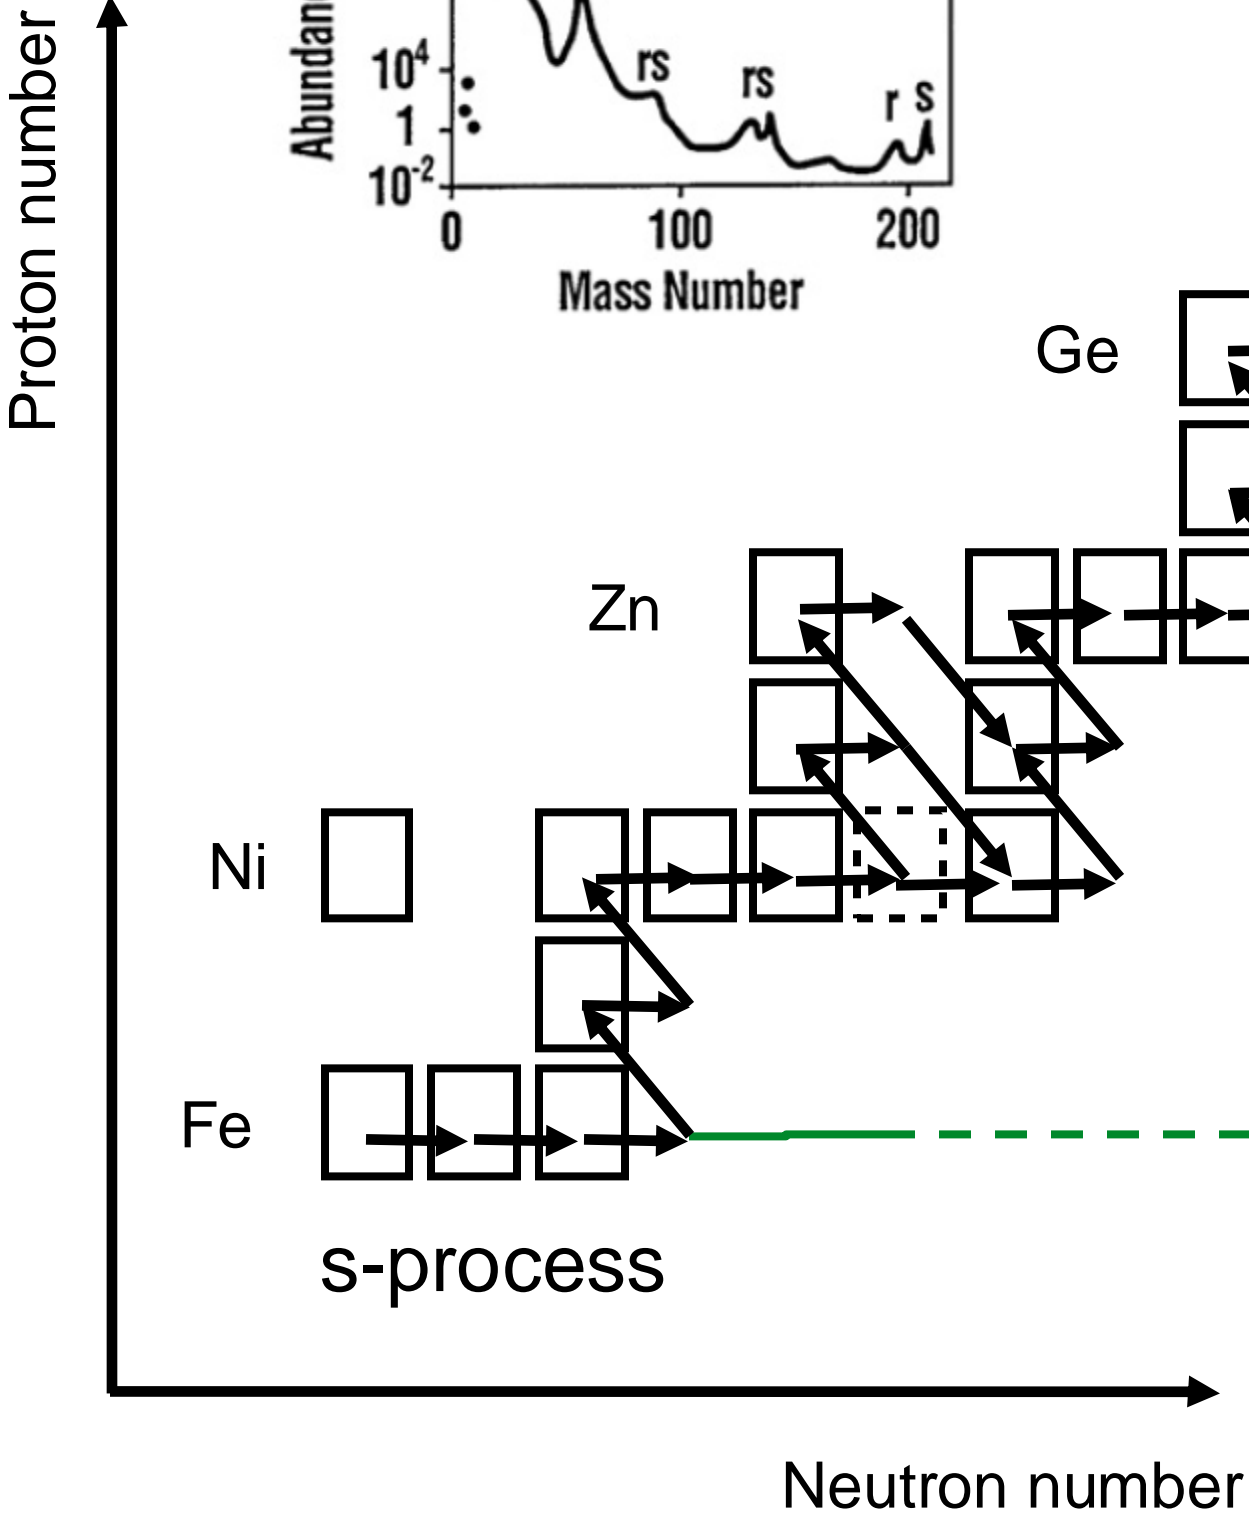 Proton number
Abundan
10⁴
1
10⁻²
rs
rs
r
s
0
100
200
Mass Number
Ge
Zn
Ni
Fe
s-process
Neutron number